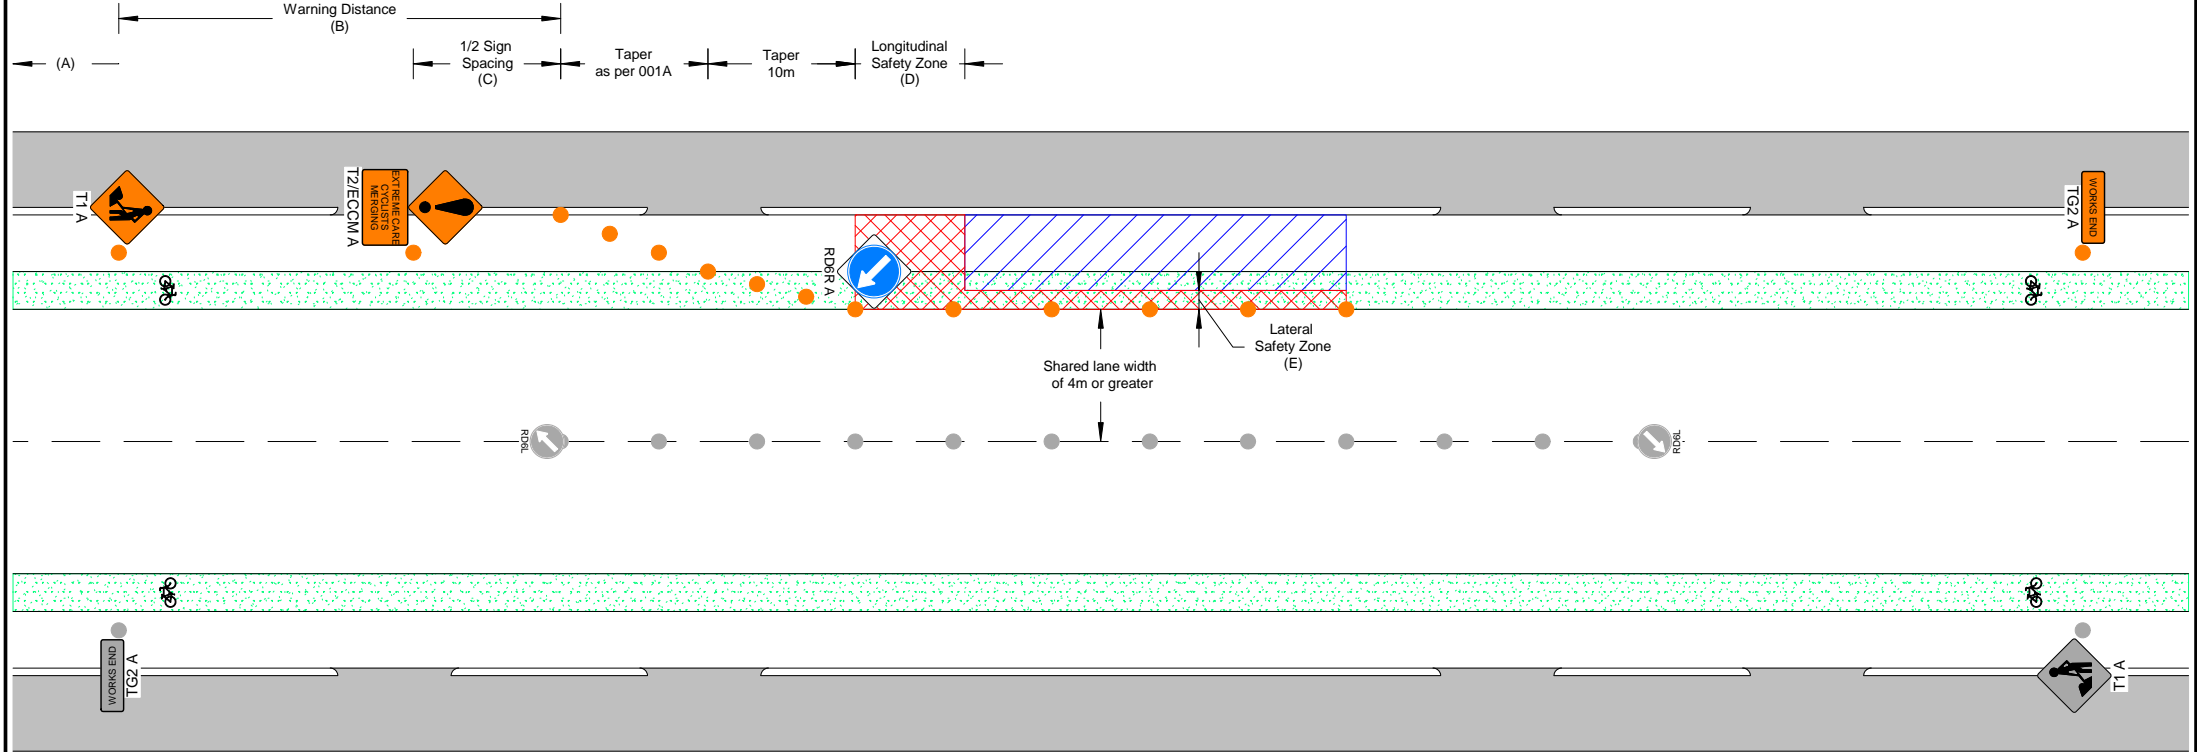 Warning Distance
(B)
(A)
1/2 Sign
Spacing
(C)
Taper
as per 001A
Taper
10m
Longitudinal
Safety Zone
(D)
T1 A
T2/ECCM A
EXTREME CARE
CYCLISTS
MERGING
RD6R A
WORKS END
TG2 A
Lateral
Safety Zone
(E)
Shared lane width
of 4m or greater
RD6L
RD6L
WORKS END
TG2 A
T1 A